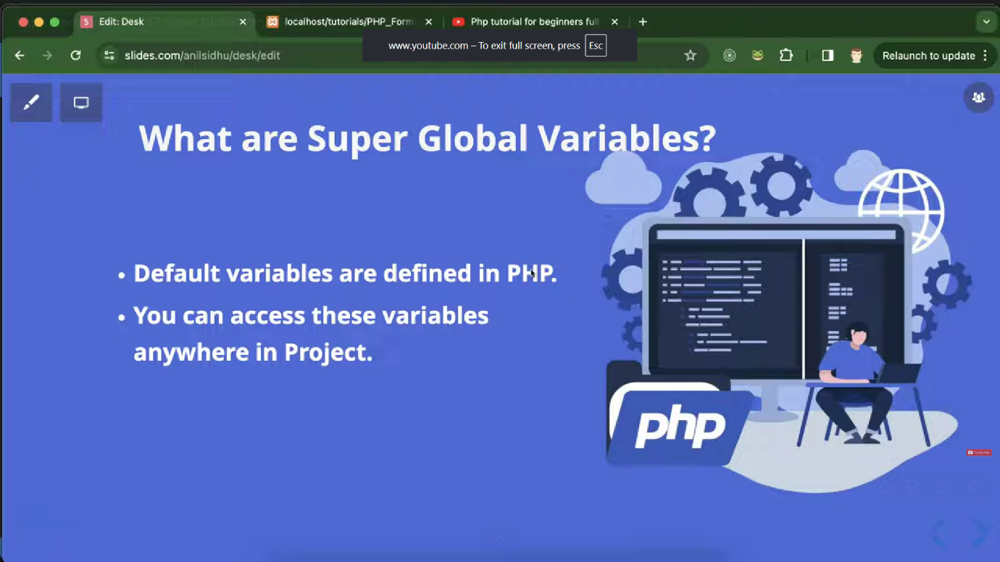 Edit: Desk
localhost/tutorials/PHP_Form
Php tutorial for beginners full
www.youtube.com – To exit full screen, press Esc
slides.com/anilsidhu/desk/edit
Relaunch to update
What are Super Global Variables?
• Default variables are defined in PHP.
• You can access these variables
anywhere in Project.
php
Subscribe